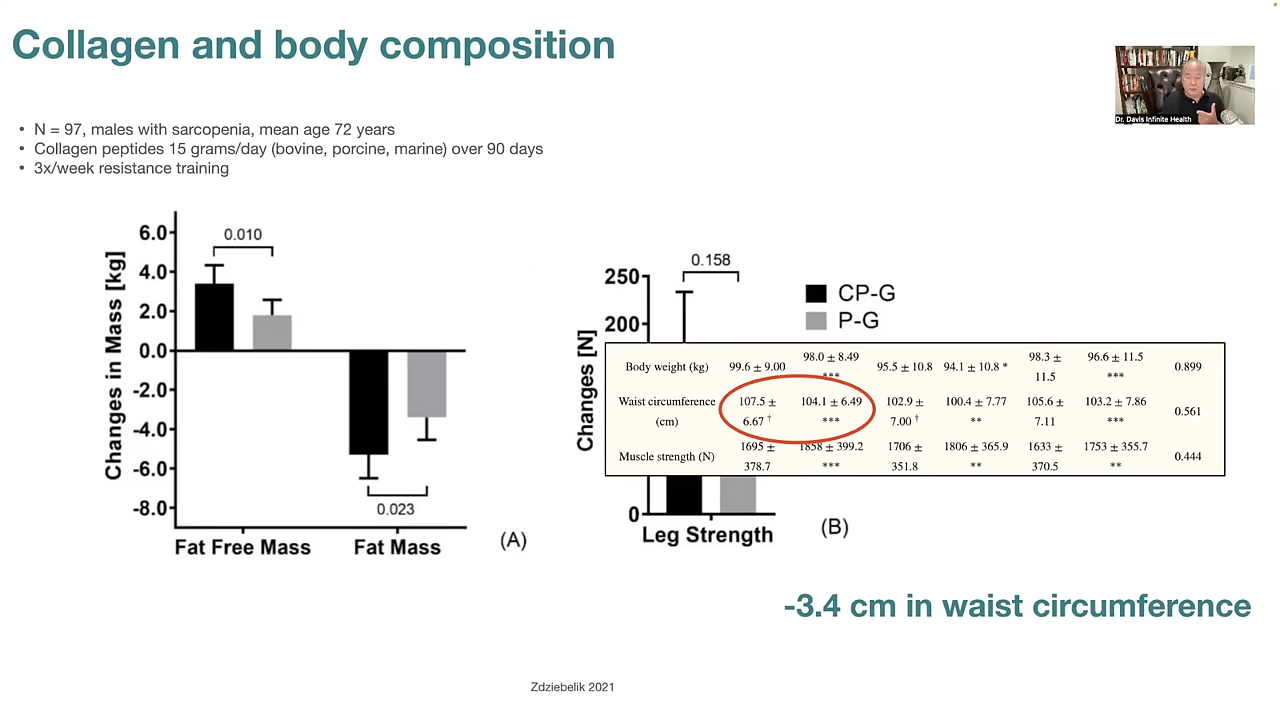 Collagen and body composition
Dr. Davis Infinite Health
• N = 97, males with sarcopenia, mean age 72 years
• Collagen peptides 15 grams/day (bovine, porcine, marine) over 90 days
• 3x/week resistance training
Changes in Mass [kg]
6.0
4.0
2.0
0.0
-2.0
-4.0
-6.0
-8.0
0.010
0.023
Fat Free Mass
Fat Mass
(A)
Changes [N]
250
200
0
0.158
CP-G
P-G
Body weight (kg) 99.6 ± 9.00 98.0 ± 8.49 *** 95.5 ± 10.8 94.1 ± 10.8 * 98.3 ± 11.5 96.6 ± 11.5 *** 0.899
Waist circumference (cm) 107.5 ± 6.67 † 104.1 ± 6.49 *** 102.9 ± 7.00 † 100.4 ± 7.77 ** 105.6 ± 7.11 103.2 ± 7.86 *** 0.561
Muscle strength (N) 1695 ± 378.7 1858 ± 399.2 *** 1706 ± 351.8 1806 ± 365.9 ** 1633 ± 370.5 1753 ± 355.7 ** 0.444
Leg Strength
(B)
-3.4 cm in waist circumference
Zdziebelik 2021